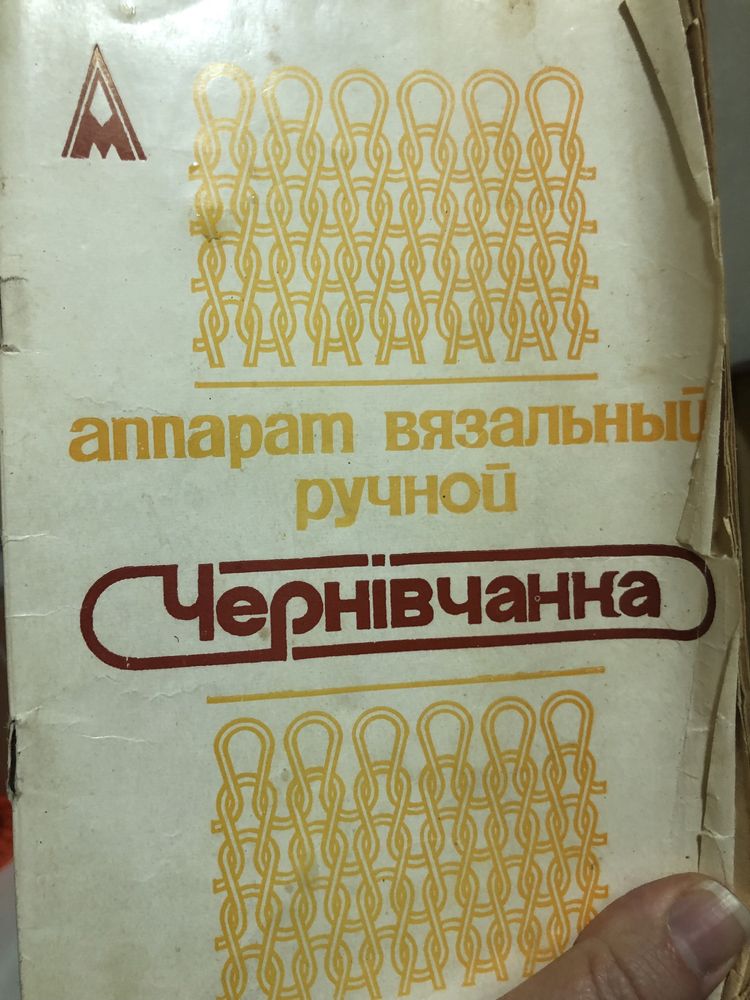 аппарат вязальный
ручной
Чернівчанка